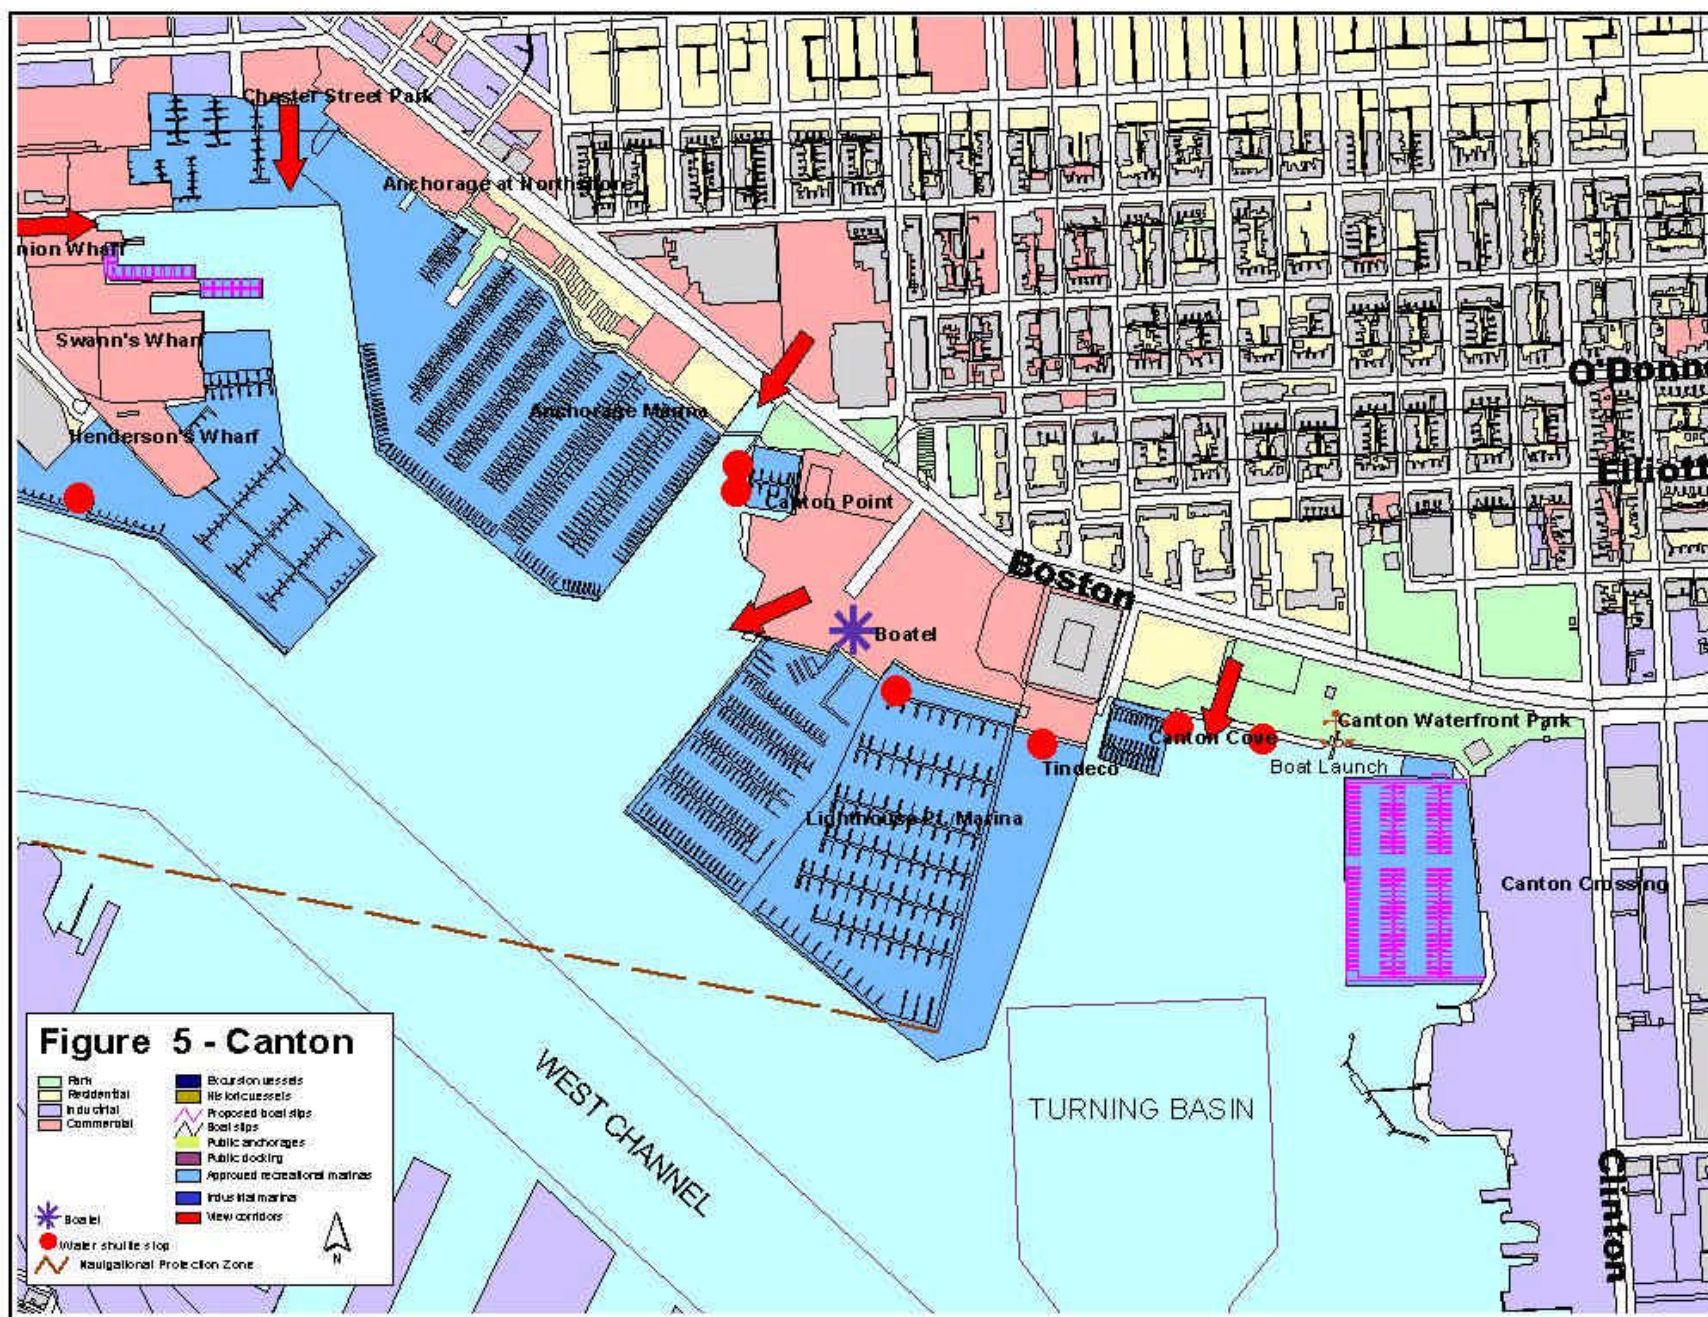 Chester Street Park
Anchorage at Northshore
nion Wharf
Swann's Wharf
Henderson's Wharf
Anchorage Marina
Canton Point
O'Donn
Elliott
Boston
Boatel
Canton Waterfront Park
Canton Cove
Boat Launch
Tindeco
Lighthouse Pt. Marina
Canton Crossing
WEST CHANNEL
TURNING BASIN
Clinton
Figure 5 - Canton
Park
Residential
Industrial
Commercial
Excursion vessels
Historic vessels
Proposed boat slips
Boat slips
Public anchorages
Public docking
Approved recreational marinas
Industrial marina
View corridors
Boatel
Water shuttle stop
Navigational Protection Zone
N